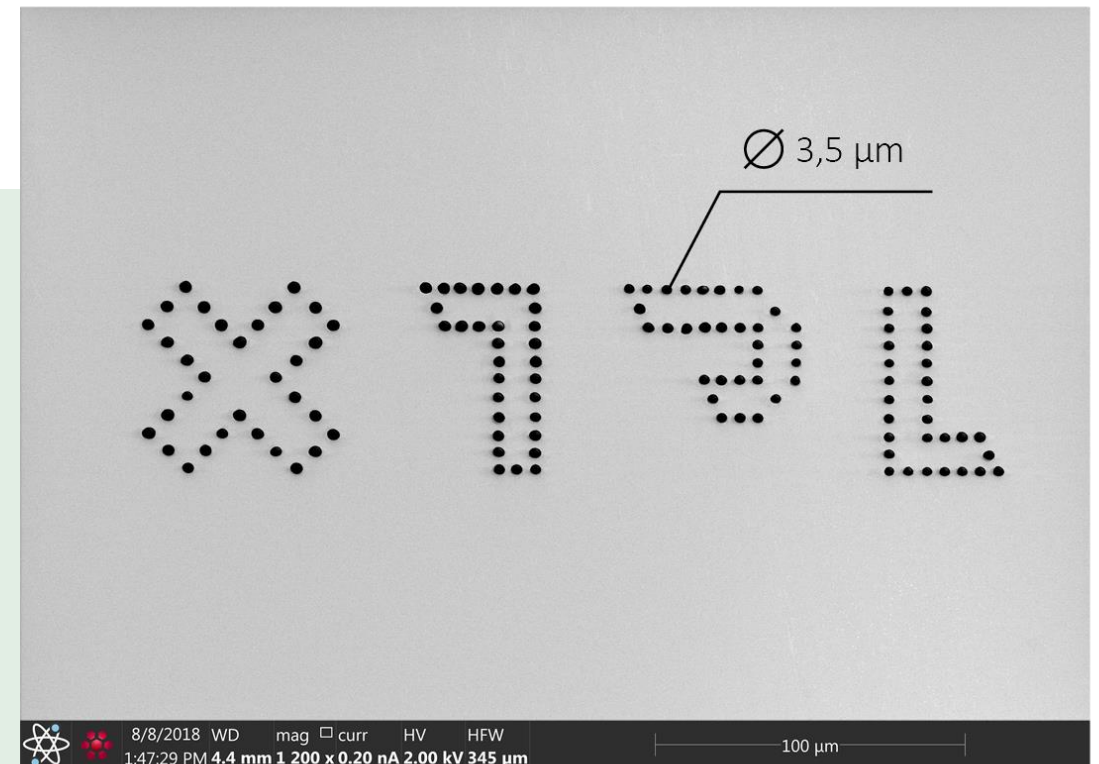 Ø 3,5 µm
8/8/2018 WD mag □ curr HV HFW
1:47:29 PM 4.4 mm 1 200 x 0.20 nA 2.00 kV 345 µm
100 µm